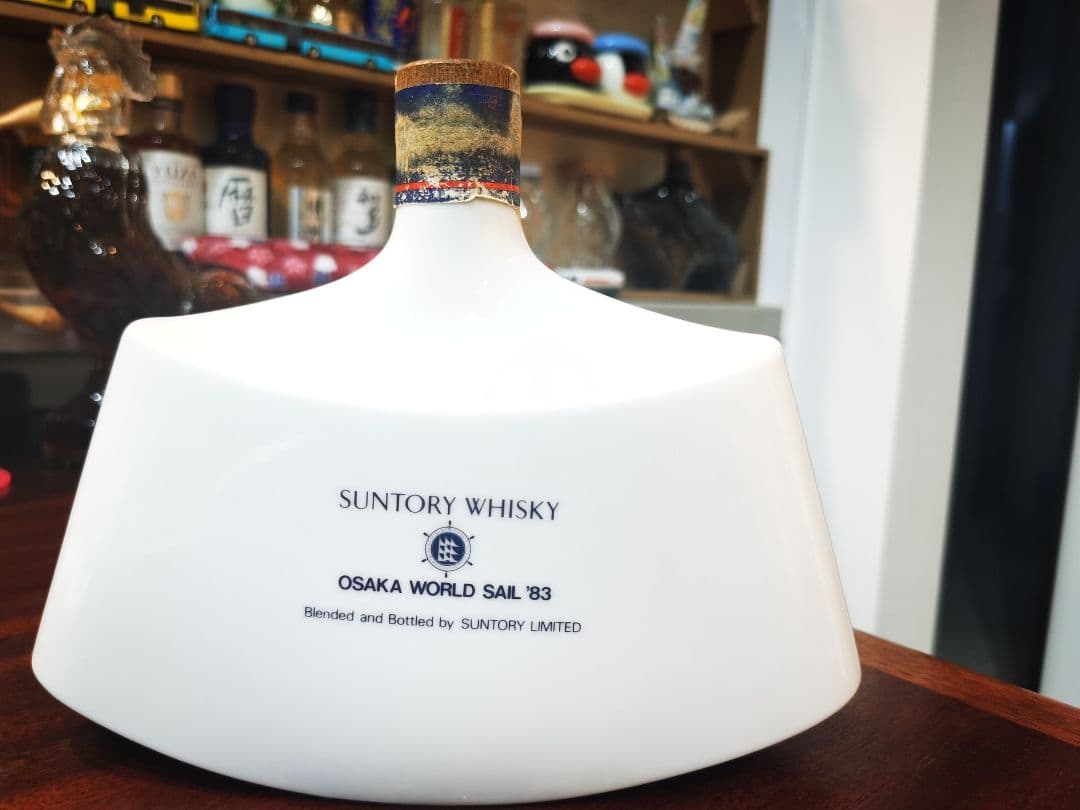 SUNTORY WHISKY
OSAKA WORLD SAIL '83
Blended and Bottled by SUNTORY LIMITED